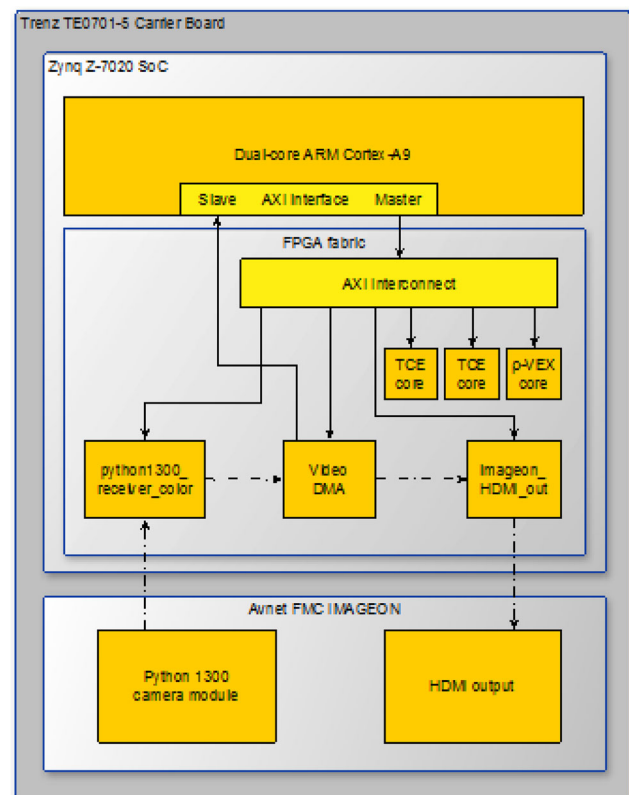 Trenz TE0701-5 Carrier Board
Zynq Z-7020 SoC
Dual-core ARM Cortex-A9
Slave AXI Interface Master
FPGA fabric
AXI Interconnect
TCE
core
TCE
core
ρ-VEX
core
python1300_
receiver_color
Video
DMA
Imageon_
HDMI_out
Avnet FMC IMAGEON
Python 1300
camera module
HDMI output